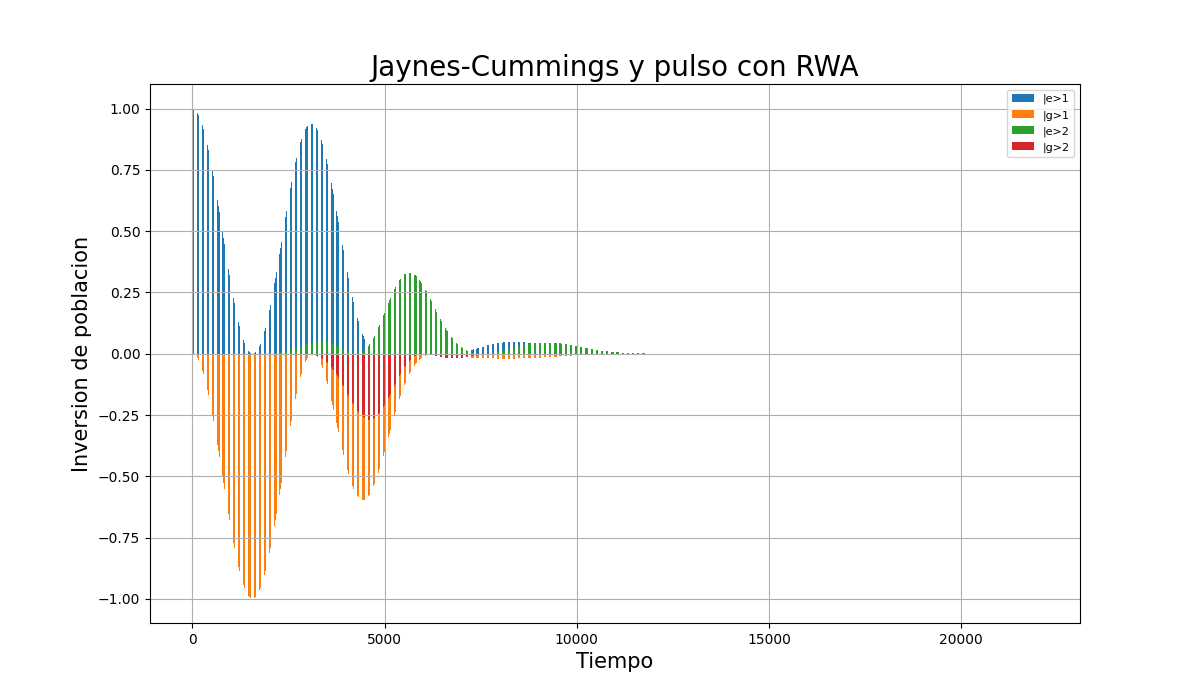 Jaynes-Cummings y pulso con RWA
|e>1
|g>1
|e>2
|g>2
Inversion de poblacion
1.00
0.75
0.50
0.25
0.00
−0.25
−0.50
−0.75
−1.00
0 5000 10000 15000 20000
Tiempo